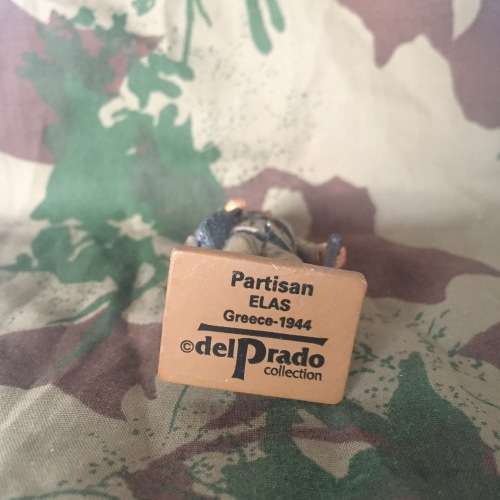 Partisan
ELAS
Greece-1944
©delPrado
collection